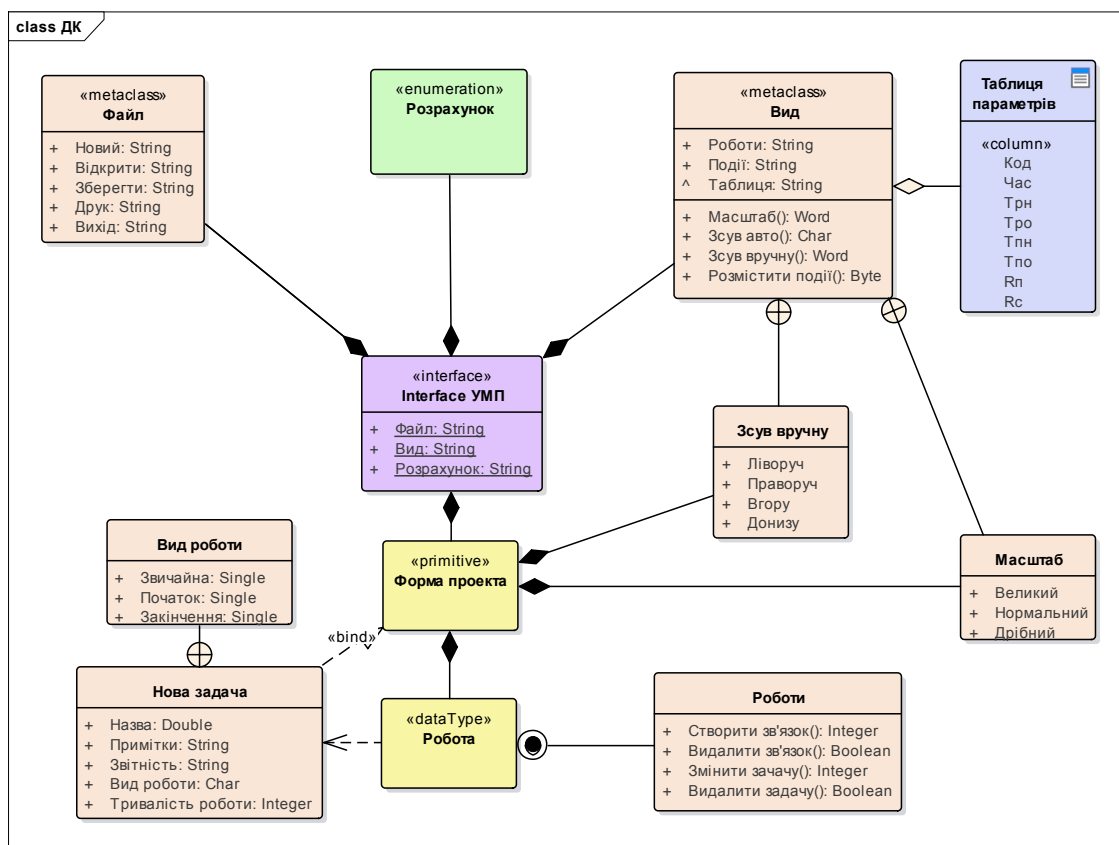 class ДК
«metaclass»
Файл
+ Новий: String
+ Відкрити: String
+ Зберегти: String
+ Друк: String
+ Вихід: String
«enumeration»
Розрахунок
«metaclass»
Вид
+ Роботи: String
+ Події: String
^ Таблиця: String
+ Масштаб(): Word
+ Зсув авто(): Char
+ Зсув вручну(): Word
+ Розмістити події(): Byte
Таблиця
параметрів
«column»
Код
Час
Трн
Тро
Тпн
Тпо
Rп
Rc
«interface»
Interface УМП
+ Файл: String
+ Вид: String
+ Розрахунок: String
Зсув вручну
+ Ліворуч
+ Праворуч
+ Вгору
+ Донизу
Вид роботи
+ Звичайна: Single
+ Початок: Single
+ Закінчення: Single
«primitive»
Форма проекта
Масштаб
+ Великий
+ Нормальний
+ Дрібний
«bind»
Нова задача
+ Назва: Double
+ Примітки: String
+ Звітність: String
+ Вид роботи: Char
+ Тривалість роботи: Integer
«dataType»
Робота
Роботи
+ Створити зв'язок(): Integer
+ Видалити зв'язок(): Boolean
+ Змінити зачачу(): Integer
+ Видалити задачу(): Boolean